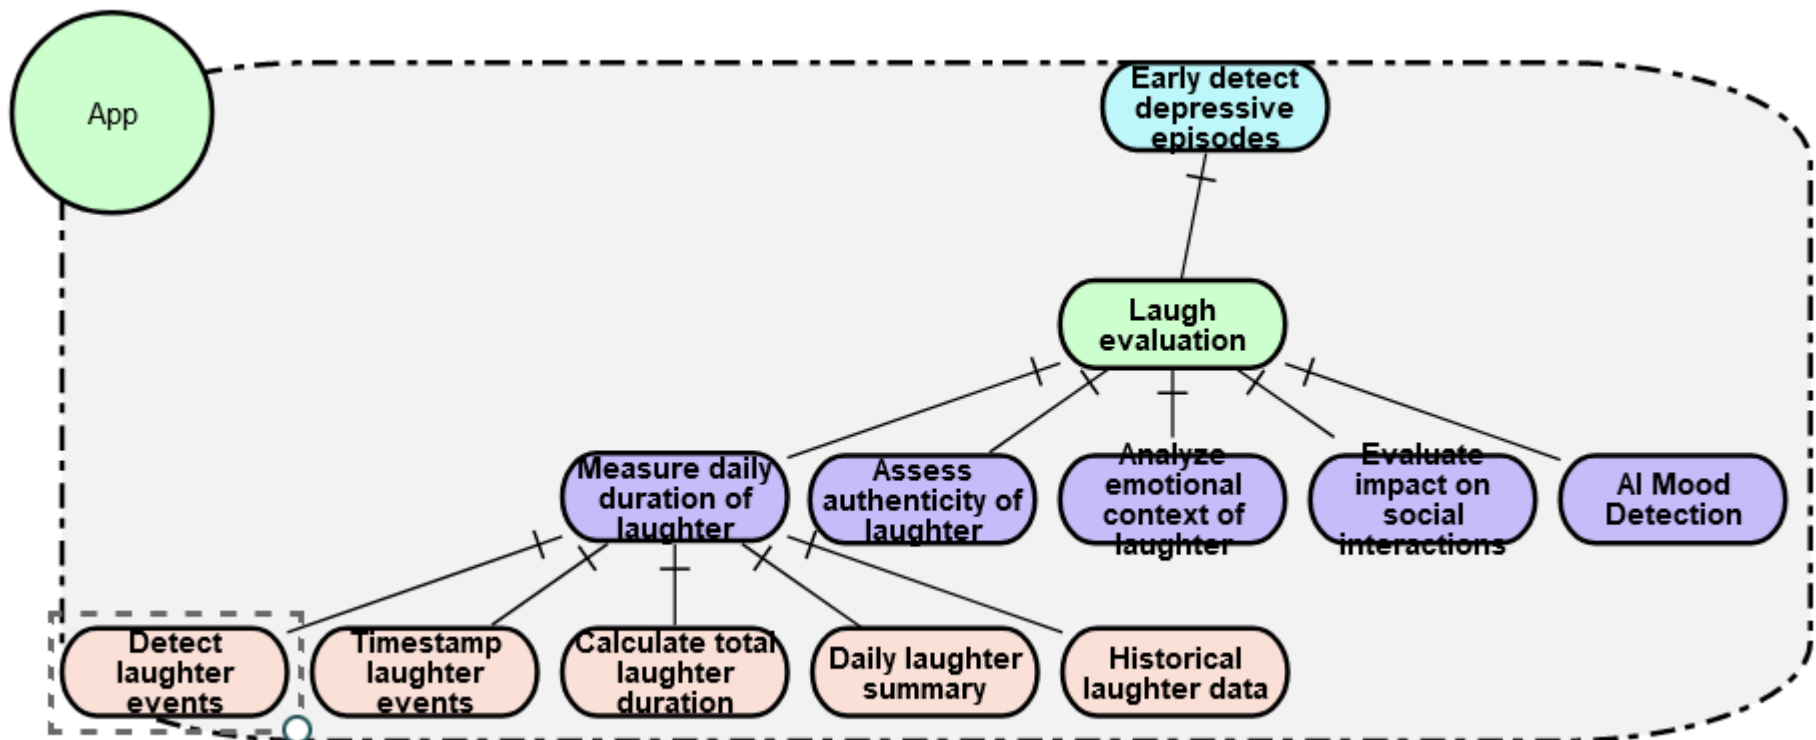 App
Early detect
depressive
episodes
Laugh
evaluation
Measure daily
duration of
laughter
Assess
authenticity of
laughter
Analyze
emotional
context of
laughter
Evaluate
impact on
social
interactions
AI Mood
Detection
Detect
laughter
events
Timestamp
laughter
events
Calculate total
laughter
duration
Daily laughter
summary
Historical
laughter data